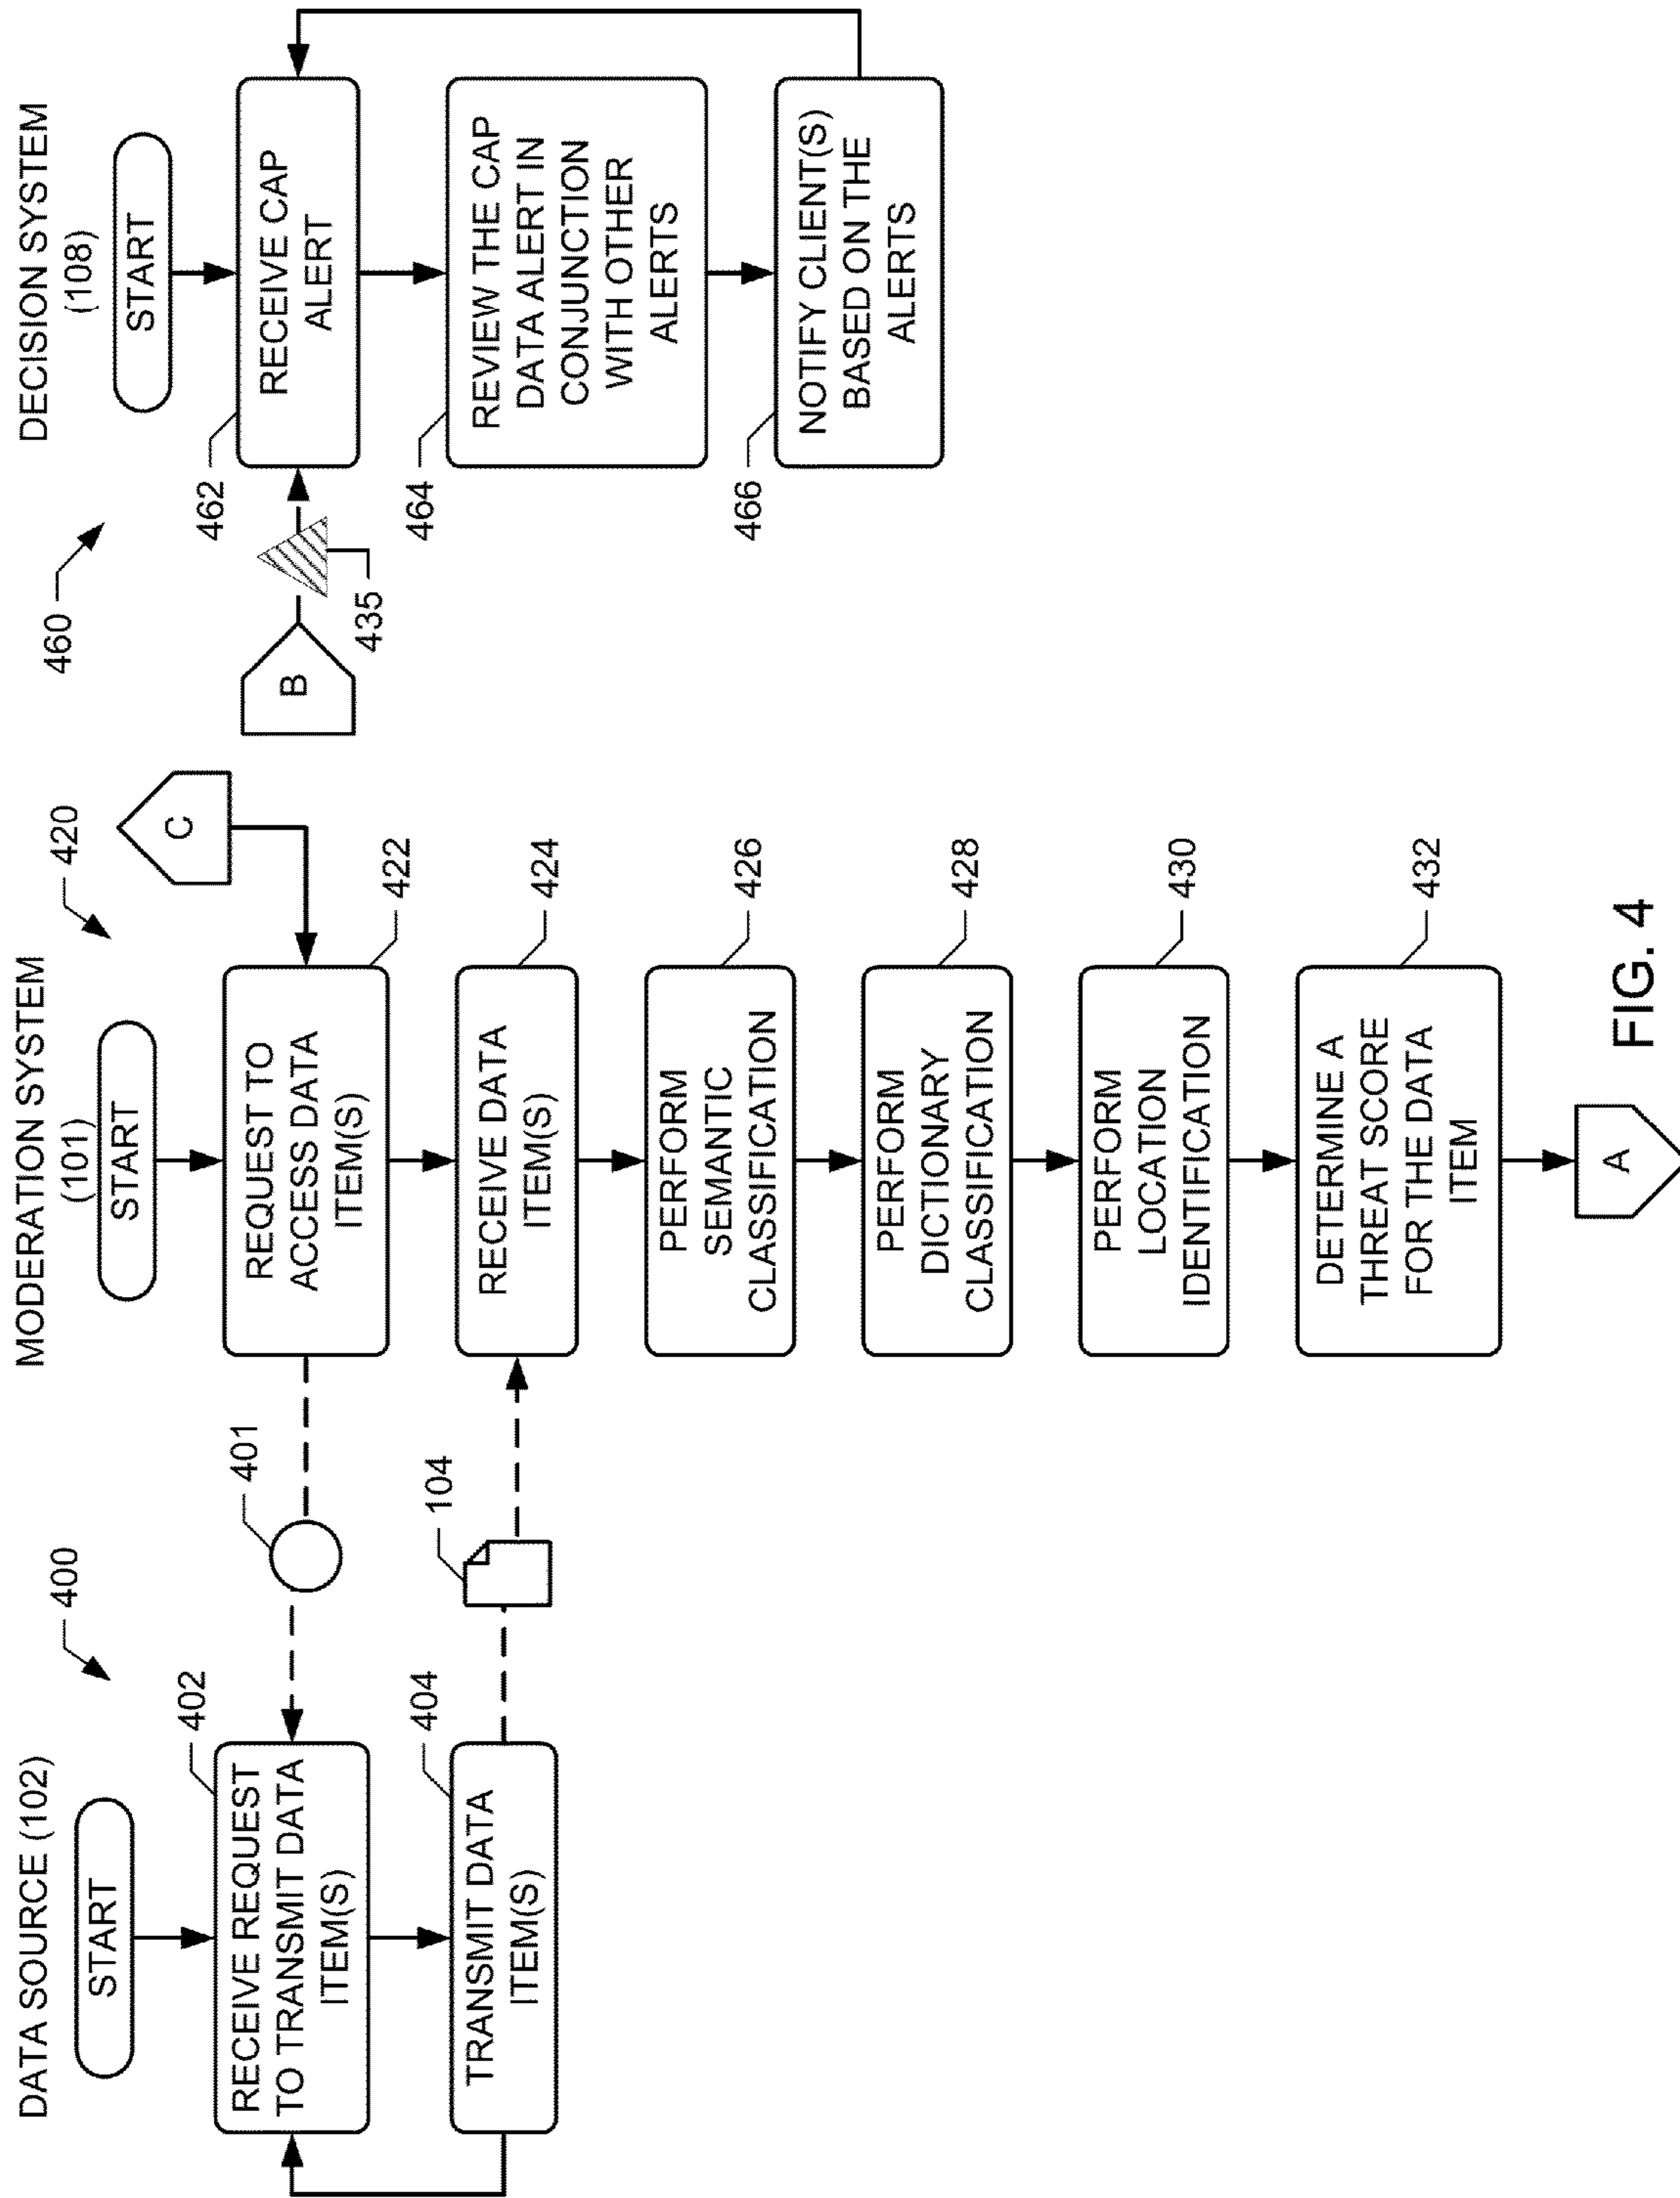 DATA SOURCE (102)
400
START
402
RECEIVE REQUEST
TO TRANSMIT DATA
ITEM(S)
404
TRANSMIT DATA
ITEM(S)
401
104
MODERATION SYSTEM
(101)
420
START
C
REQUEST TO
ACCESS DATA
ITEM(S)
422
RECEIVE DATA
ITEM(S)
424
PERFORM
SEMANTIC
CLASSIFICATION
426
PERFORM
DICTIONARY
CLASSIFICATION
428
PERFORM
LOCATION
IDENTIFICATION
430
DETERMINE A
THREAT SCORE
FOR THE DATA
ITEM
432
A
DECISION SYSTEM
(108)
460
START
B
435
462
RECEIVE CAP
ALERT
464
REVIEW THE CAP
DATA ALERT IN
CONJUNCTION
WITH OTHER
ALERTS
466
NOTIFY CLIENT(S)
BASED ON THE
ALERTS
FIG. 4